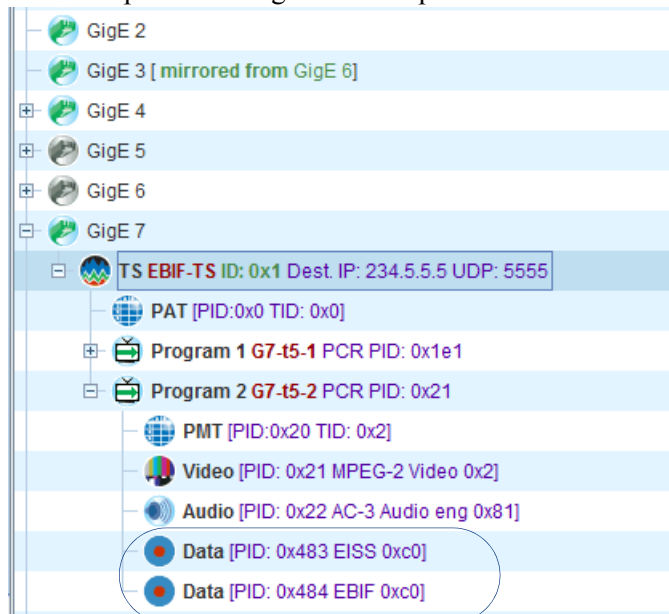 GigE 2
GigE 3 [ mirrored from GigE 6]
GigE 4
GigE 5
GigE 6
GigE 7
TS EBIF-TS ID: 0x1 Dest. IP: 234.5.5.5 UDP: 5555
PAT [PID:0x0 TID: 0x0]
Program 1 G7-t5-1 PCR PID: 0x1e1
Program 2 G7-t5-2 PCR PID: 0x21
PMT [PID:0x20 TID: 0x2]
Video [PID: 0x21 MPEG-2 Video 0x2]
Audio [PID: 0x22 AC-3 Audio eng 0x81]
Data [PID: 0x483 EISS 0xc0]
Data [PID: 0x484 EBIF 0xc0]